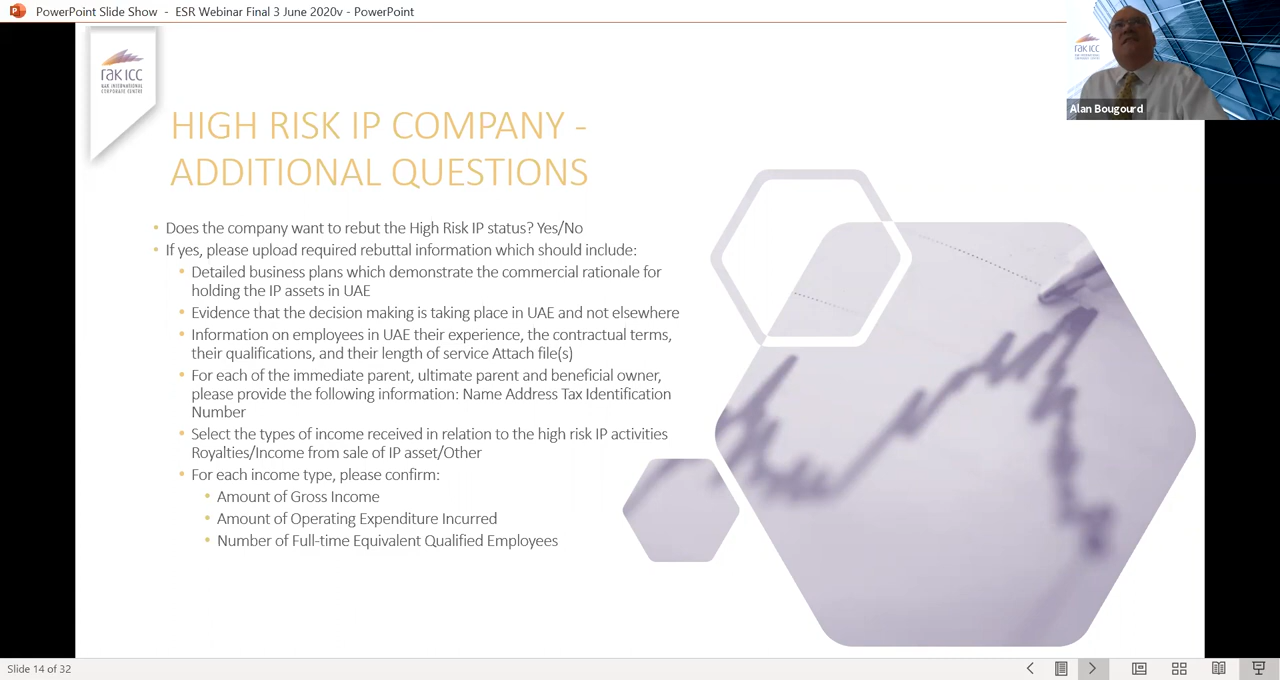 PowerPoint Slide Show - ESR Webinar Final 3 June 2020v - PowerPoint
rak icc
RAK INTERNATIONAL
CORPORATE CENTRE
rak icc
Alan Bougourd
HIGH RISK IP COMPANY -
ADDITIONAL QUESTIONS
• Does the company want to rebut the High Risk IP status? Yes/No
• If yes, please upload required rebuttal information which should include:
• Detailed business plans which demonstrate the commercial rationale for
holding the IP assets in UAE
• Evidence that the decision making is taking place in UAE and not elsewhere
• Information on employees in UAE their experience, the contractual terms,
their qualifications, and their length of service Attach file(s)
• For each of the immediate parent, ultimate parent and beneficial owner,
please provide the following information: Name Address Tax Identification
Number
• Select the types of income received in relation to the high risk IP activities
Royalties/Income from sale of IP asset/Other
• For each income type, please confirm:
• Amount of Gross Income
• Amount of Operating Expenditure Incurred
• Number of Full-time Equivalent Qualified Employees
Slide 14 of 32